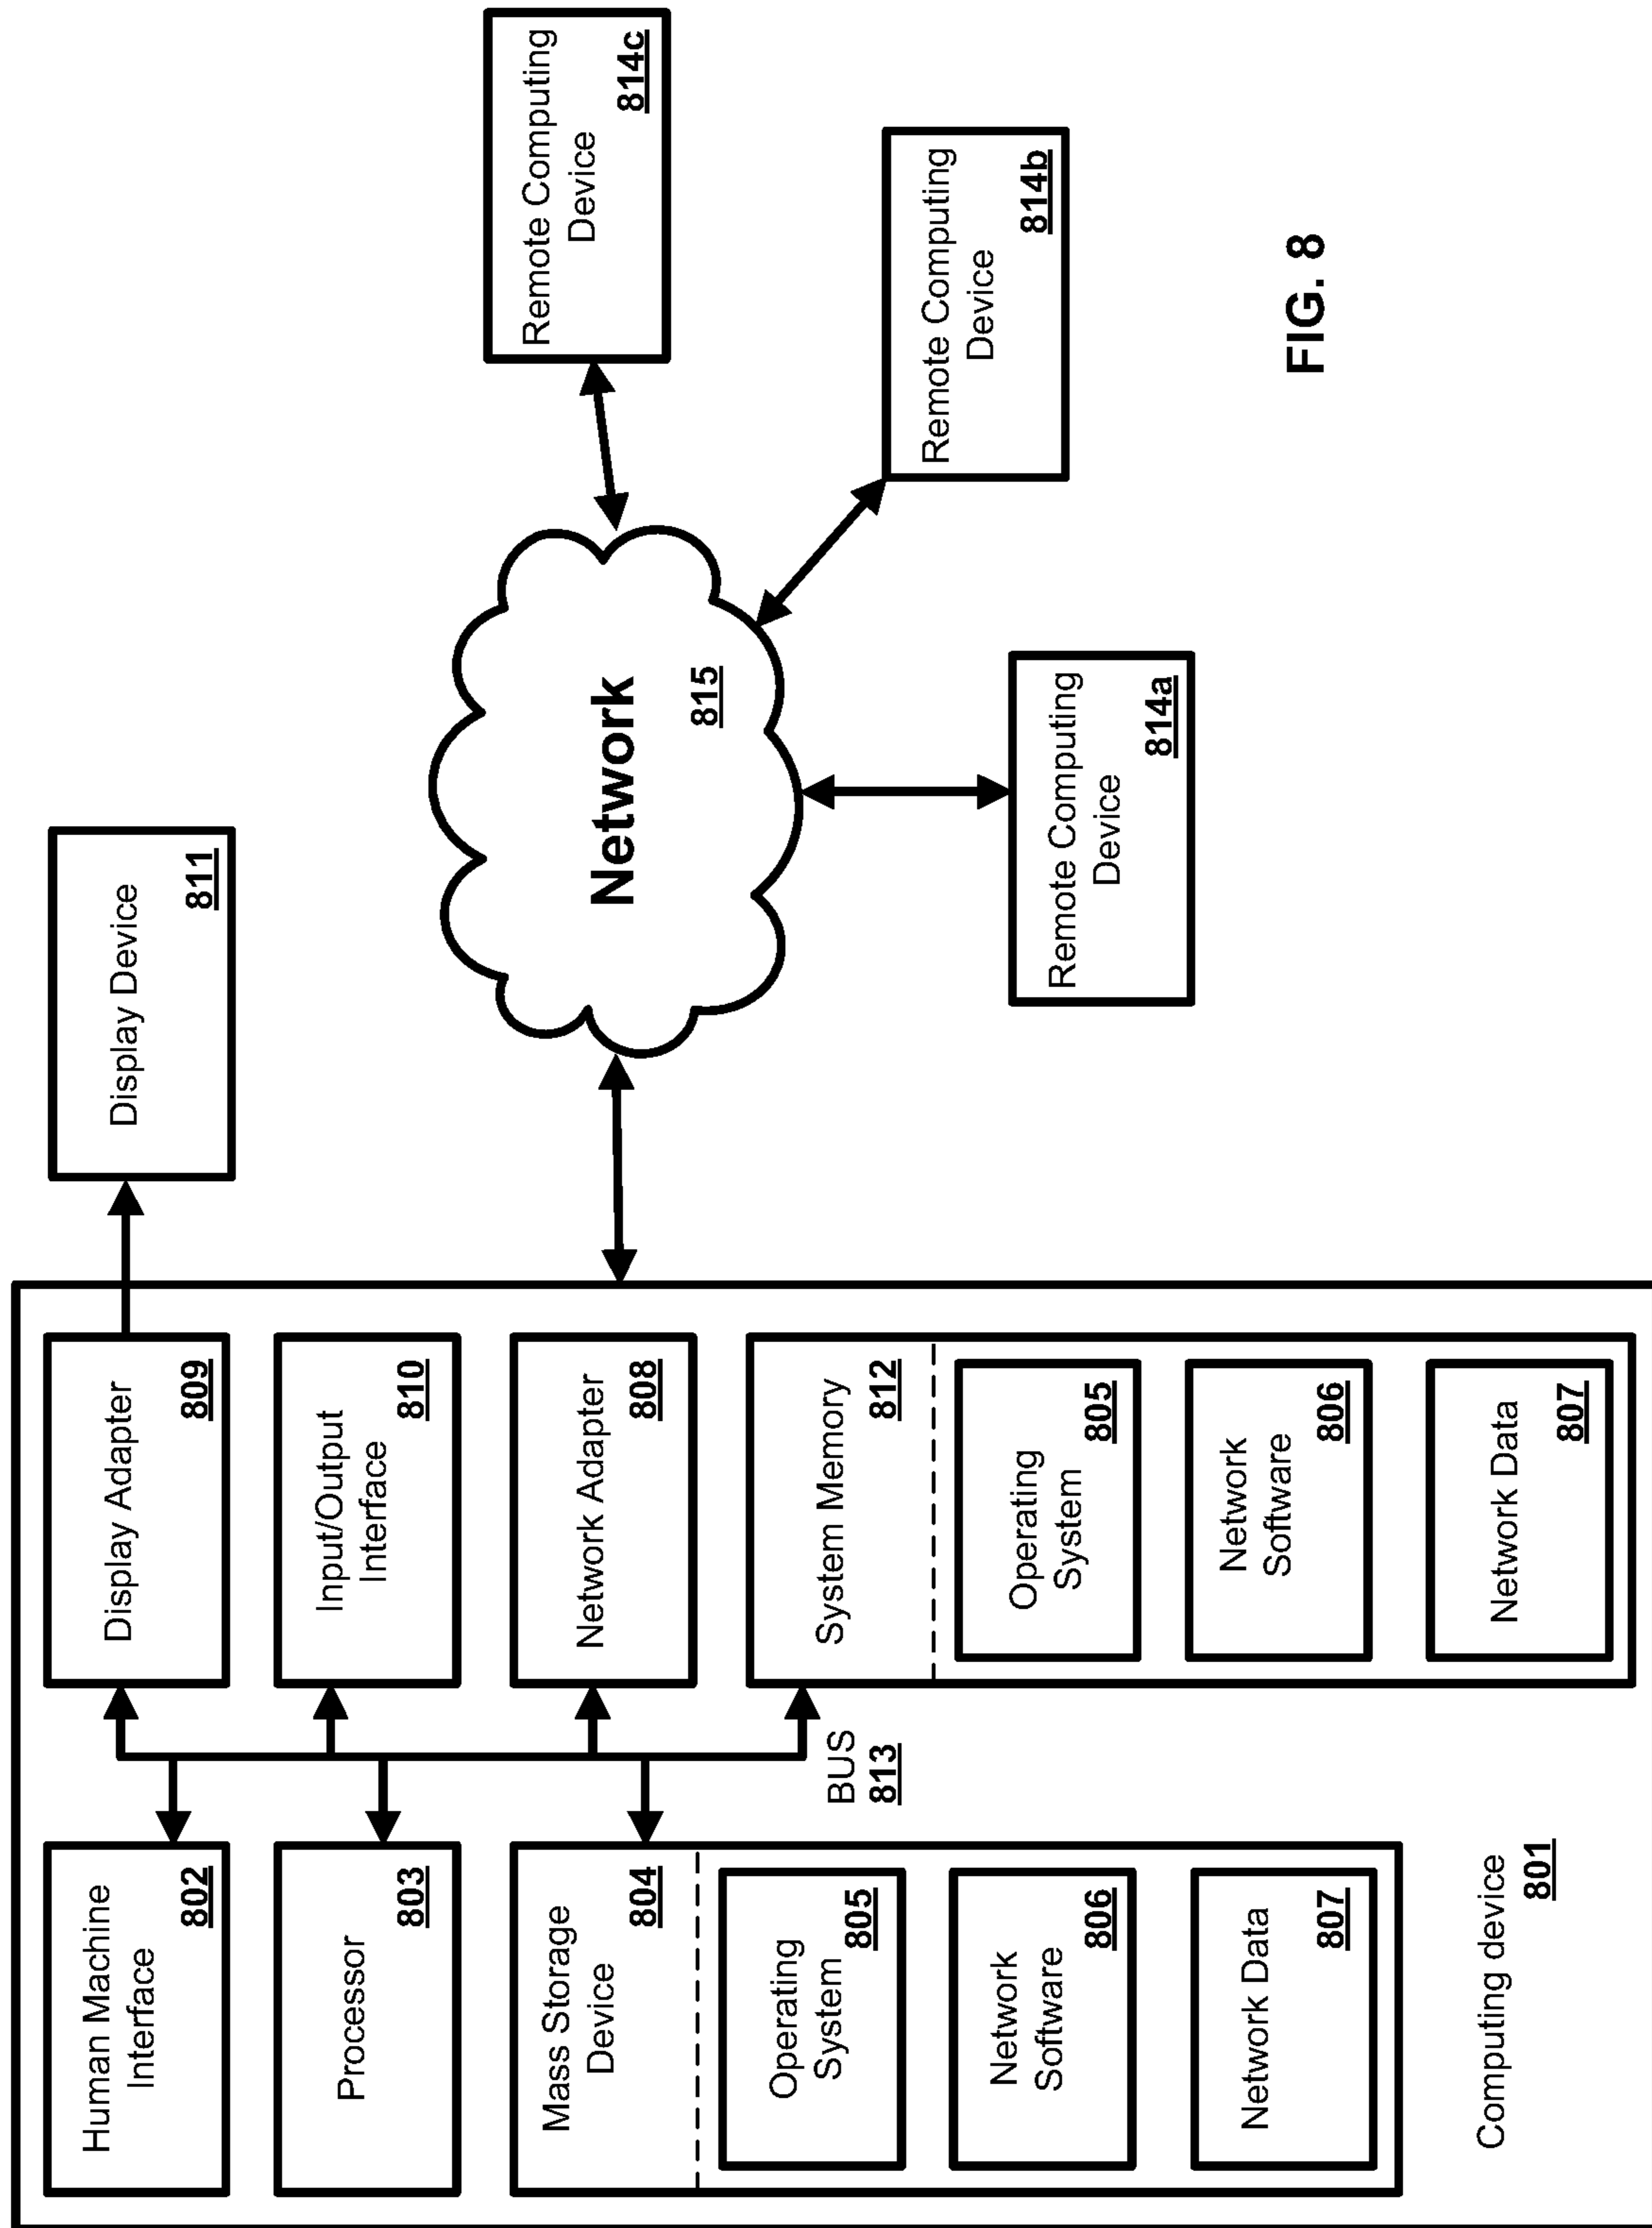 Human Machine
Interface
802
Processor
803
Mass Storage
Device
804
Operating
System
805
Network
Software
806
Network Data
807
Computing device
801
BUS
813
Display Adapter
809
Input/Output
Interface
810
Network Adapter
808
System Memory
812
Operating
System
805
Network
Software
806
Network Data
807
Display Device
811
Network
815
Remote Computing
Device
814a
Remote Computing
Device
814b
Remote Computing
Device
814c
FIG. 8